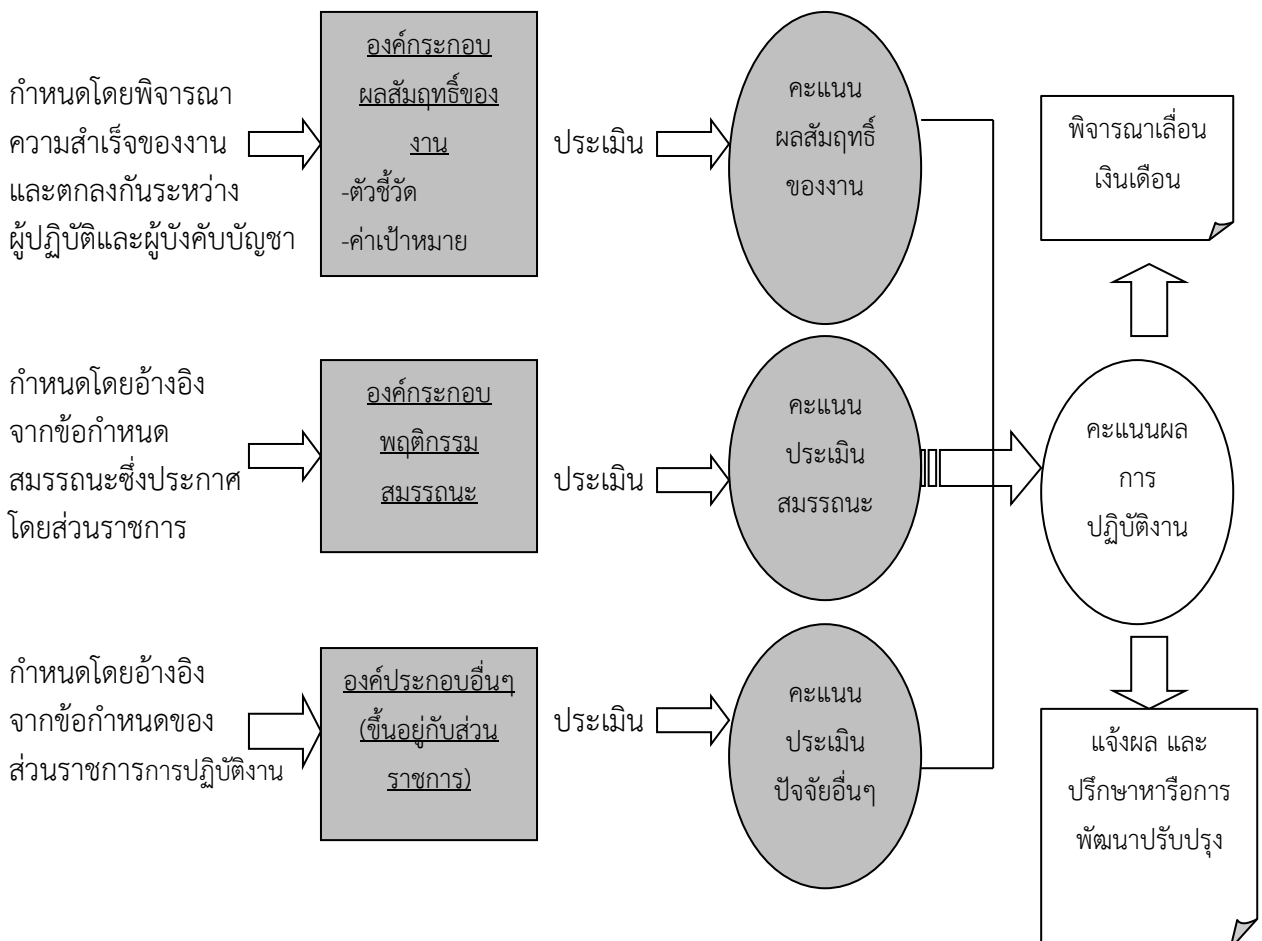 กำหนดโดยพิจารณา
ความสำเร็จของงาน
และตกลงกันระหว่าง
ผู้ปฏิบัติและผู้บังคับบัญชา
องค์กระกอบ
ผลสัมฤทธิ์ของ
งาน
-ตัวชี้วัด
-ค่าเป้าหมาย
ประเมิน
คะแนน
ผลสัมฤทธิ์
ของงาน
พิจารณาเลื่อน
เงินเดือน
กำหนดโดยอ้างอิง
จากข้อกำหนด
สมรรถนะซึ่งประกาศ
โดยส่วนราชการ
องค์กระกอบ
พฤติกรรม
สมรรถนะ
ประเมิน
คะแนน
ประเมิน
สมรรถนะ
คะแนนผล
การ
ปฏิบัติงาน
กำหนดโดยอ้างอิง
จากข้อกำหนดของ
ส่วนราชการการปฏิบัติงาน
องค์ประกอบอื่นๆ
(ขึ้นอยู่กับส่วน
ราชการ)
ประเมิน
คะแนน
ประเมิน
ปัจจัยอื่นๆ
แจ้งผล และ
ปรึกษาหารือการ
พัฒนาปรับปรุง